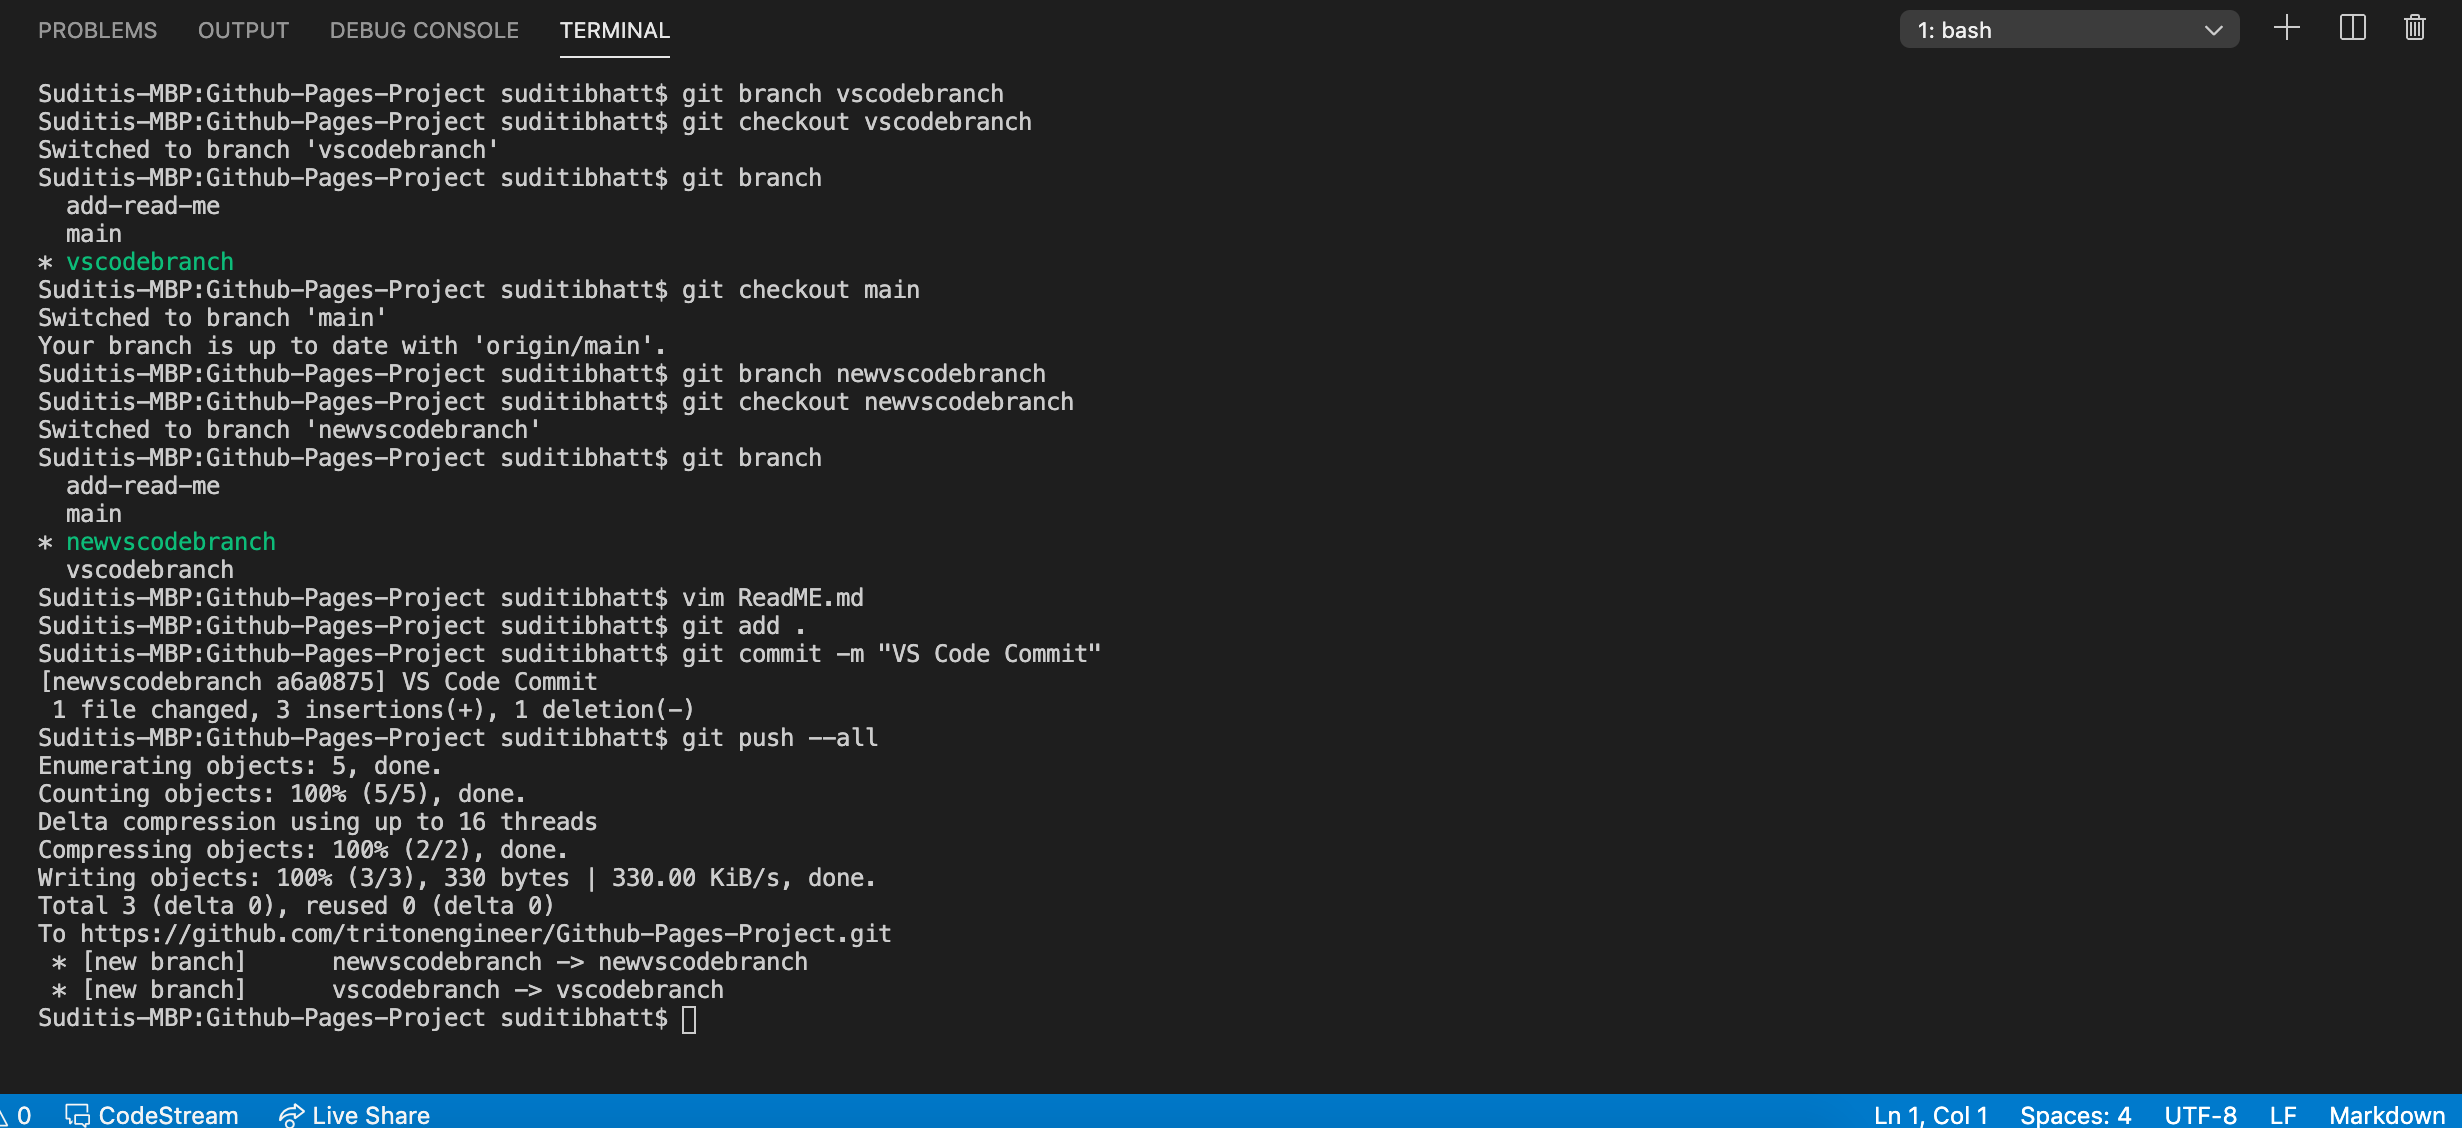 PROBLEMS OUTPUT DEBUG CONSOLE TERMINAL 1: bash
Suditis-MBP:Github-Pages-Project suditibhatt$ git branch vscodebranch
Suditis-MBP:Github-Pages-Project suditibhatt$ git checkout vscodebranch
Switched to branch 'vscodebranch'
Suditis-MBP:Github-Pages-Project suditibhatt$ git branch
  add-read-me
  main
* vscodebranch
Suditis-MBP:Github-Pages-Project suditibhatt$ git checkout main
Switched to branch 'main'
Your branch is up to date with 'origin/main'.
Suditis-MBP:Github-Pages-Project suditibhatt$ git branch newvscodebranch
Suditis-MBP:Github-Pages-Project suditibhatt$ git checkout newvscodebranch
Switched to branch 'newvscodebranch'
Suditis-MBP:Github-Pages-Project suditibhatt$ git branch
  add-read-me
  main
* newvscodebranch
  vscodebranch
Suditis-MBP:Github-Pages-Project suditibhatt$ vim ReadME.md
Suditis-MBP:Github-Pages-Project suditibhatt$ git add .
Suditis-MBP:Github-Pages-Project suditibhatt$ git commit -m "VS Code Commit"
[newvscodebranch a6a0875] VS Code Commit
 1 file changed, 3 insertions(+), 1 deletion(-)
Suditis-MBP:Github-Pages-Project suditibhatt$ git push --all
Enumerating objects: 5, done.
Counting objects: 100% (5/5), done.
Delta compression using up to 16 threads
Compressing objects: 100% (2/2), done.
Writing objects: 100% (3/3), 330 bytes | 330.00 KiB/s, done.
Total 3 (delta 0), reused 0 (delta 0)
To https://github.com/tritonengineer/Github-Pages-Project.git
 * [new branch]      newvscodebranch -> newvscodebranch
 * [new branch]      vscodebranch -> vscodebranch
Suditis-MBP:Github-Pages-Project suditibhatt$
0 CodeStream Live Share Ln 1, Col 1 Spaces: 4 UTF-8 LF Markdown